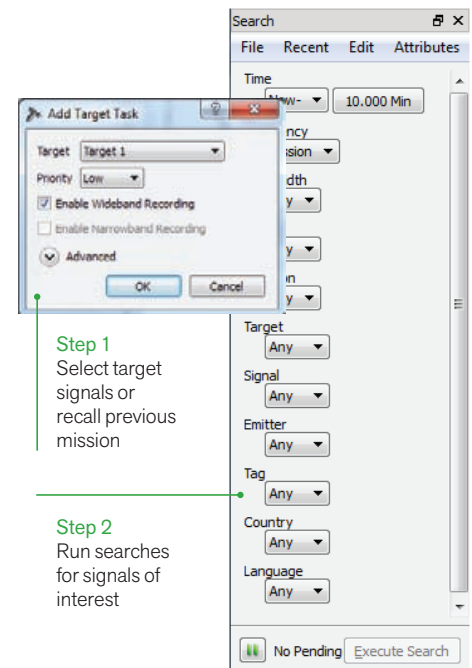 Search
File Recent Edit Attributes
Time
10.000 Min
Add Target Task
Target Target 1
Priority Low
Enable Wideband Recording
Enable Narrowband Recording
Advanced
OK Cancel
Target
Any
Signal
Any
Emitter
Any
Tag
Any
Country
Any
Language
Any
No Pending Execute Search
Step 1
Select target
signals or
recall previous
mission
Step 2
Run searches
for signals of
interest